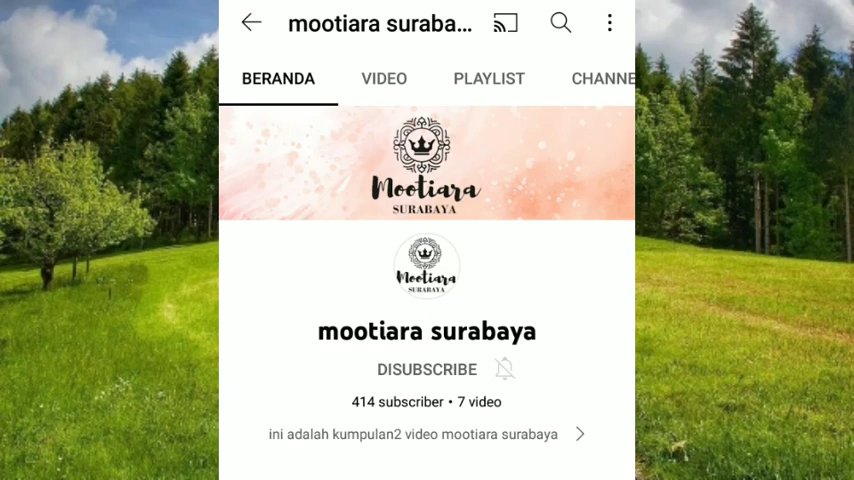 mootiara suraba...
BERANDA VIDEO PLAYLIST CHANNE
Mootiara
SURABAYA
Mootiara
SURABAYA
mootiara surabaya
DISUBSCRIBE
414 subscriber • 7 video
ini adalah kumpulan2 video mootiara surabaya